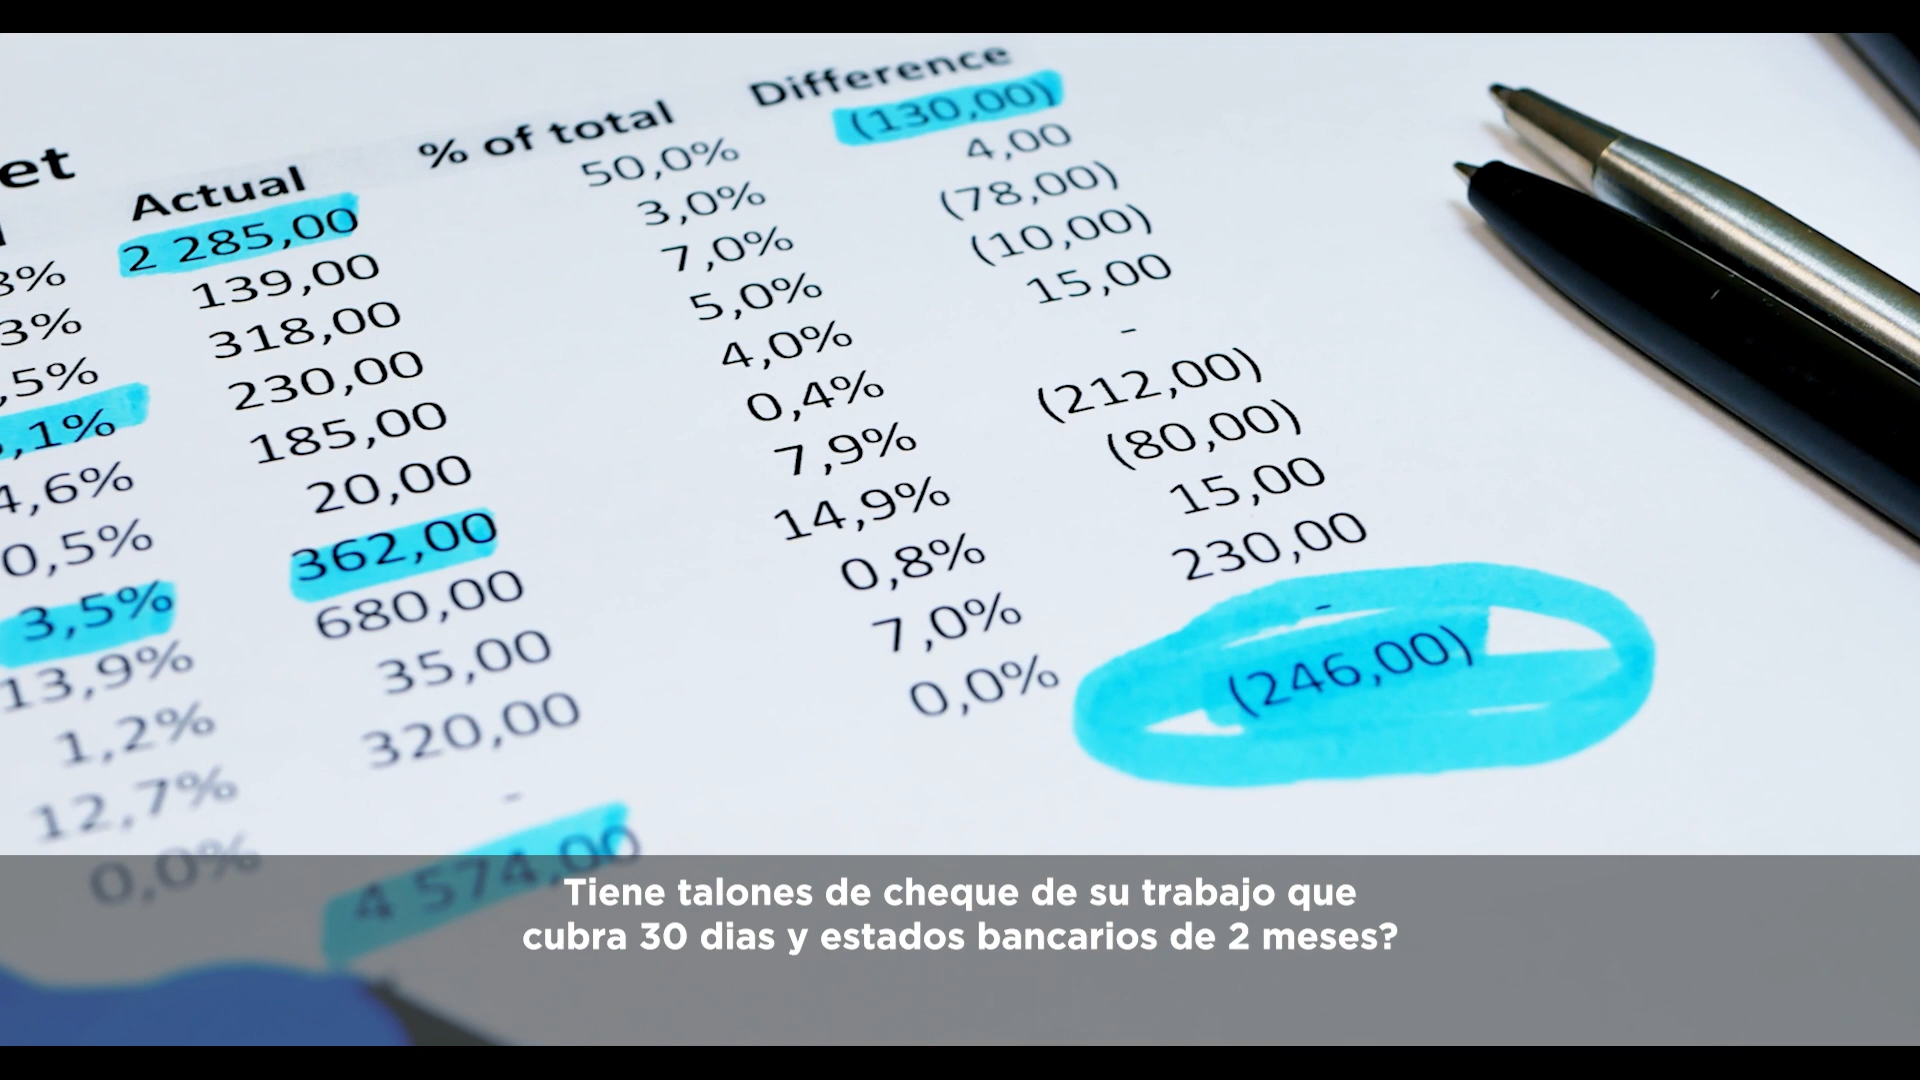 et Actual % of total Difference
3% 2 285,00 50,0% (130,00)
3% 139,00 3,0% 4,00
,5% 318,00 7,0% (78,00)
,1% 230,00 5,0% (10,00)
4,6% 185,00 4,0% 15,00
0,5% 20,00 0,4% -
3,5% 362,00 7,9% (212,00)
13,9% 680,00 14,9% (80,00)
1,2% 35,00 0,8% 15,00
12,7% 320,00 7,0% 230,00
0,0% - 0,0% -
4 574,00 (246,00)
Tiene talones de cheque de su trabajo que
cubra 30 dias y estados bancarios de 2 meses?